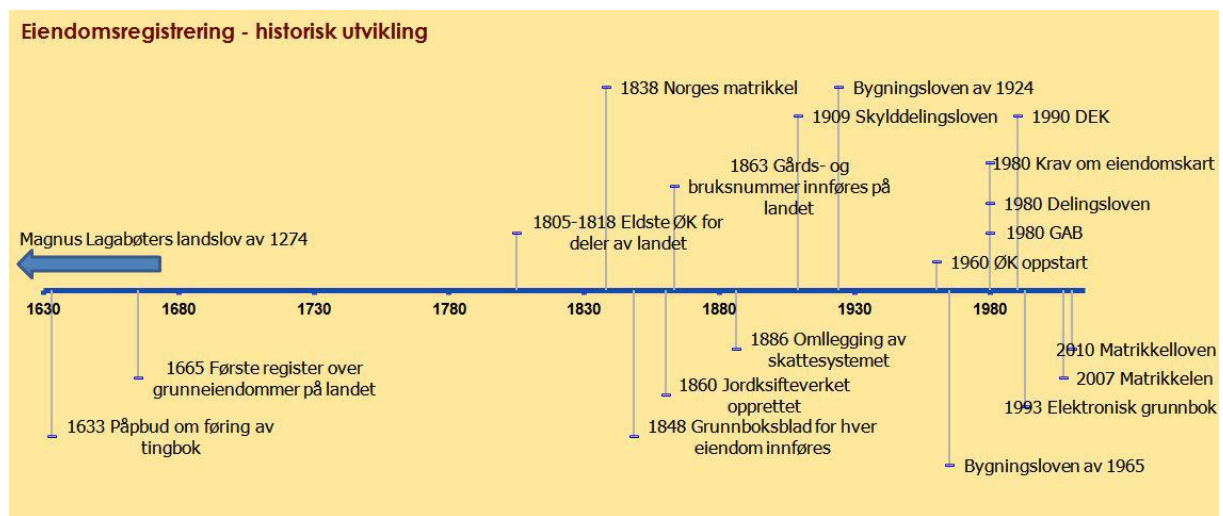 Eiendomsregistrering - historisk utvikling
1838 Norges matrikkel
Bygningsloven av 1924
1909 Skylddelingsloven
1990 DEK
1863 Gårds- og
bruksnummer innføres på
landet
1980 Krav om eiendomskart
1805-1818 Eldste ØK for
deler av landet
1980 Delingsloven
Magnus Lagabøters landslov av 1274
1980 GAB
1960 ØK oppstart
1630
1680
1730
1780
1830
1880
1930
1980
1886 Omllegging av
skattesystemet
2010 Matrikkelloven
1665 Første register over
grunneiendommer på landet
1860 Jordksifteverket
opprettet
2007 Matrikkelen
1993 Elektronisk grunnbok
1633 Påpbud om føring av
tingbok
1848 Grunnboksblad for hver
eiendom innføres
Bygningsloven av 1965